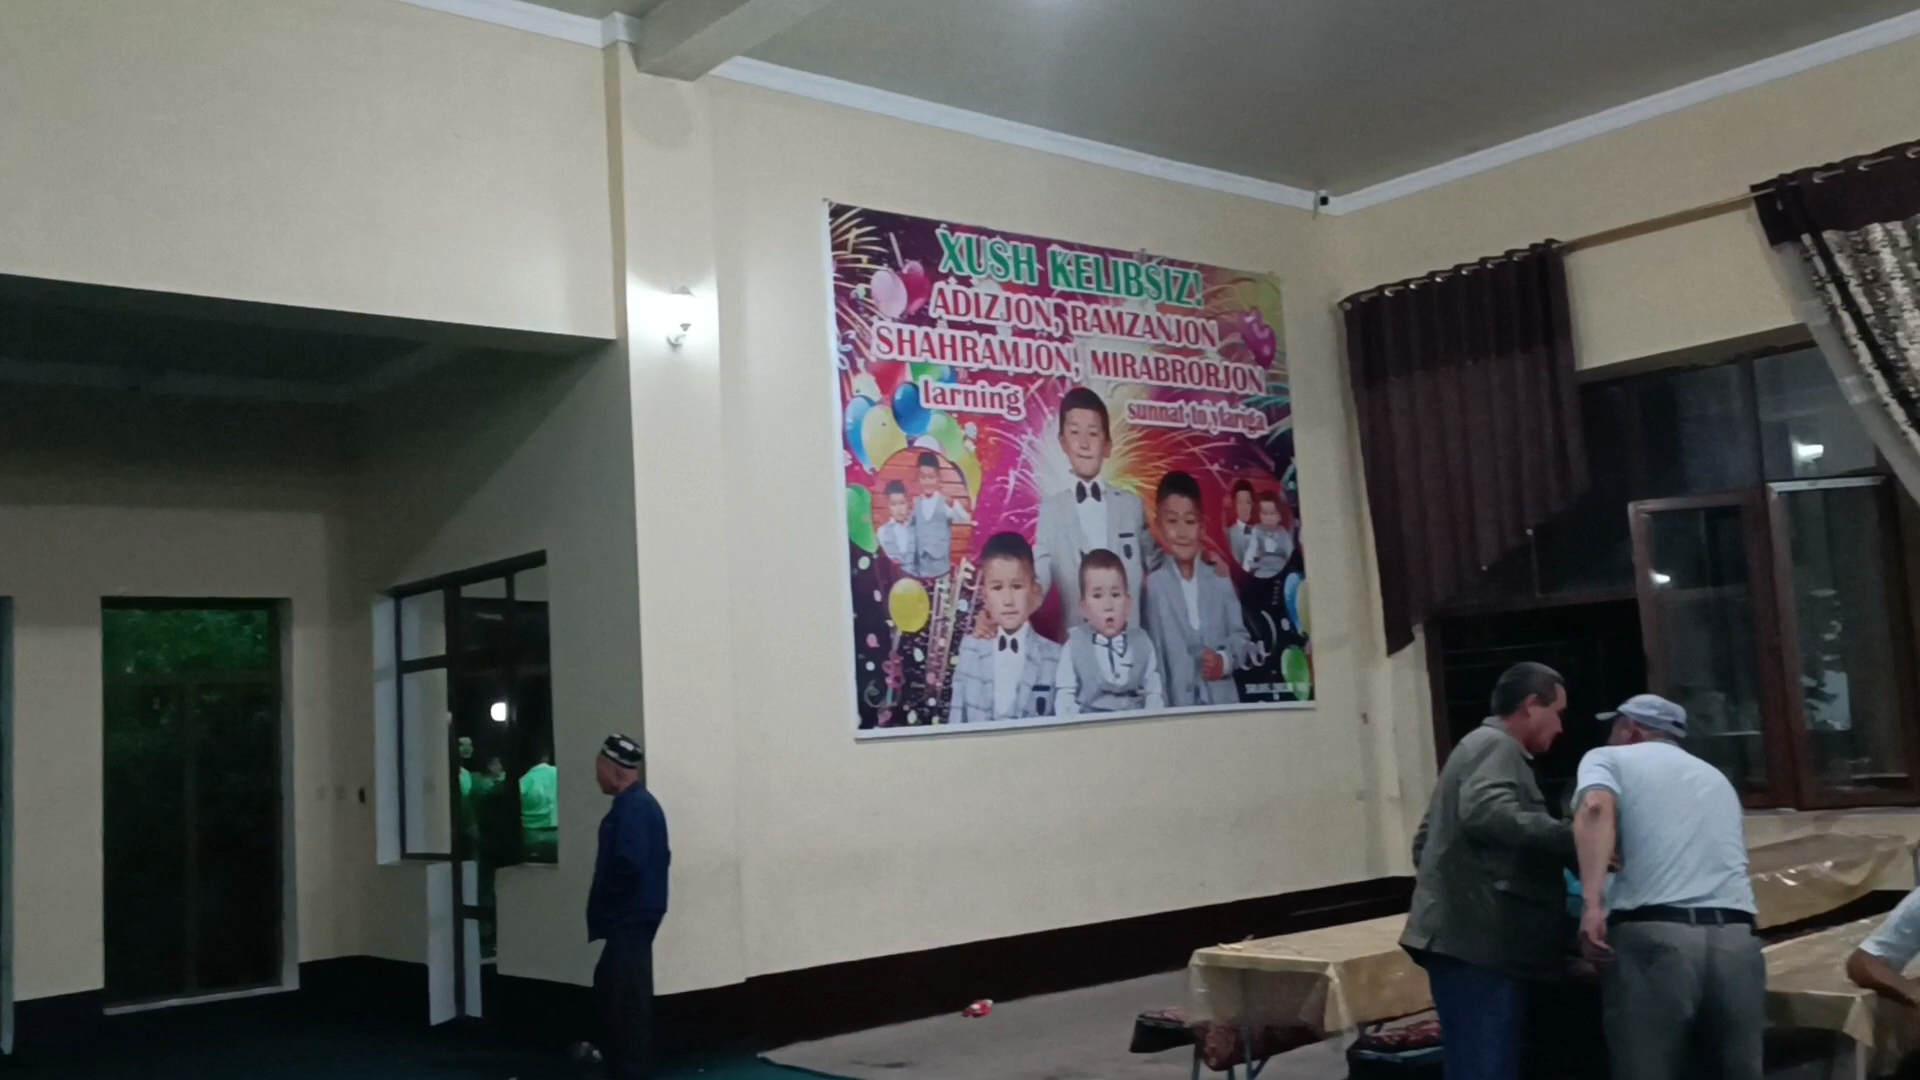 XUSH KELIBSIZ!
ADIZJON, RAMZANJON
SHAHRAMJON, MIRABRORJON
larning sunnat to'ylariga